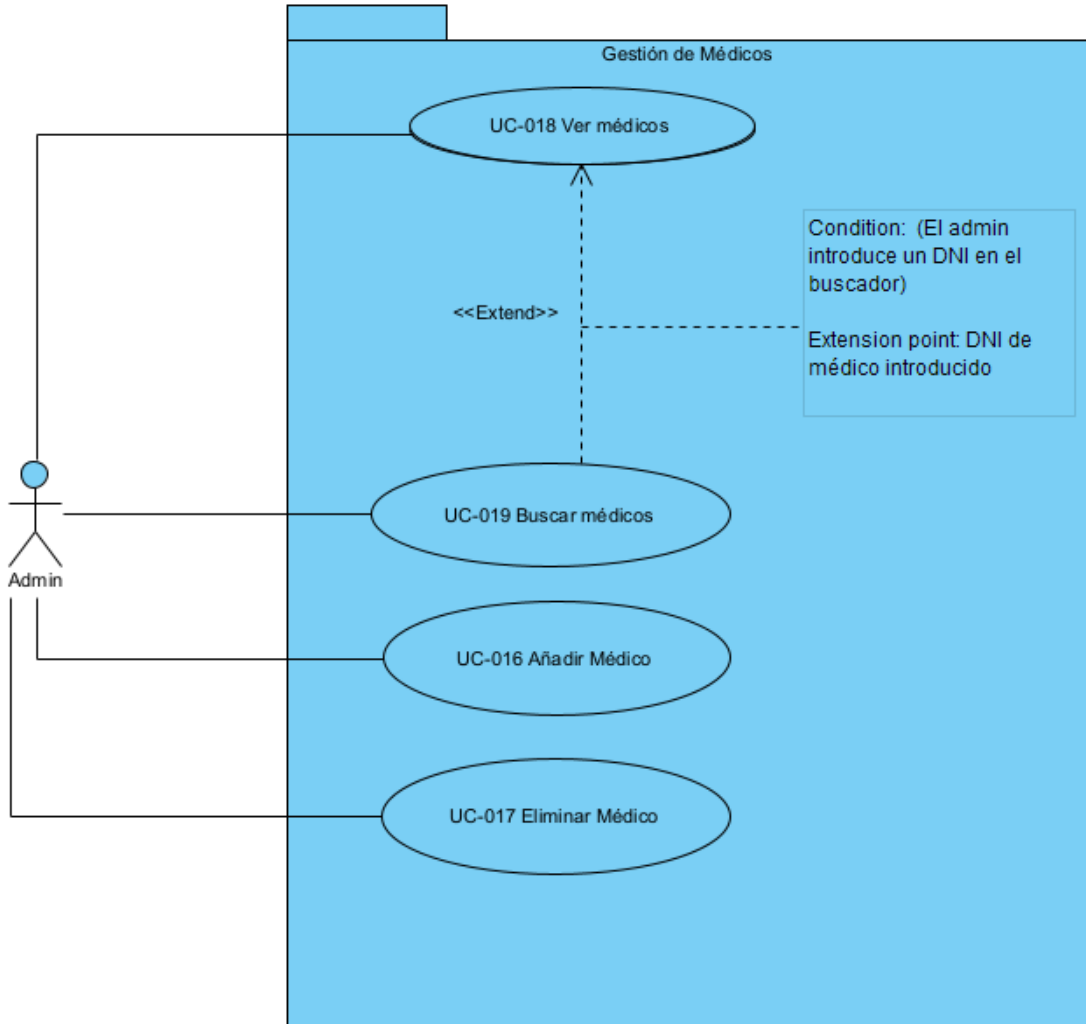 Gestión de Médicos
UC-018 Ver médicos
Condition:  (El admin
introduce un DNI en el
buscador)
<<Extend>>
Extension point: DNI de
médico introducido
UC-019 Buscar médicos
Admin
UC-016 Añadir Médico
UC-017 Eliminar Médico